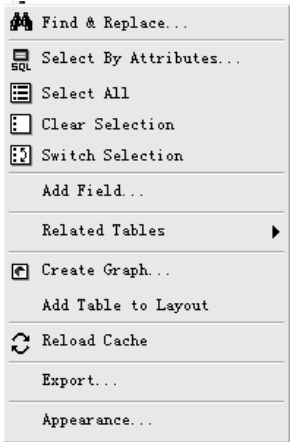 Find & Replace...
SQL Select By Attributes...
Select All
Clear Selection
Switch Selection
Add Field...
Related Tables
Create Graph...
Add Table to Layout
Reload Cache
Export...
Appearance...